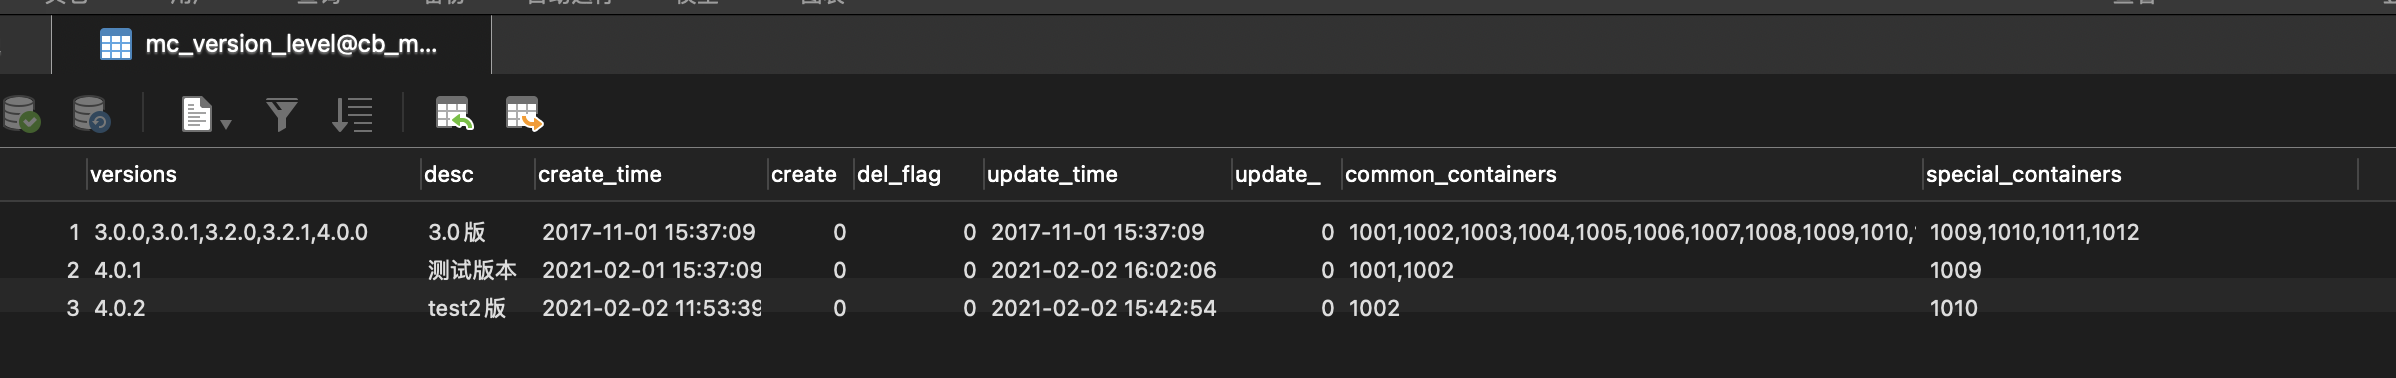 mc_version_level@cb_m...
versions desc create_time create del_flag update_time update_ common_containers special_containers
1 3.0.0,3.0.1,3.2.0,3.2.1,4.0.0 3.0版 2017-11-01 15:37:09 0 0 2017-11-01 15:37:09 0 1001,1002,1003,1004,1005,1006,1007,1008,1009,1010, 1009,1010,1011,1012
2 4.0.1 测试版本 2021-02-01 15:37:09 0 0 2021-02-02 16:02:06 0 1001,1002 1009
3 4.0.2 test2版 2021-02-02 11:53:39 0 0 2021-02-02 15:42:54 0 1002 1010